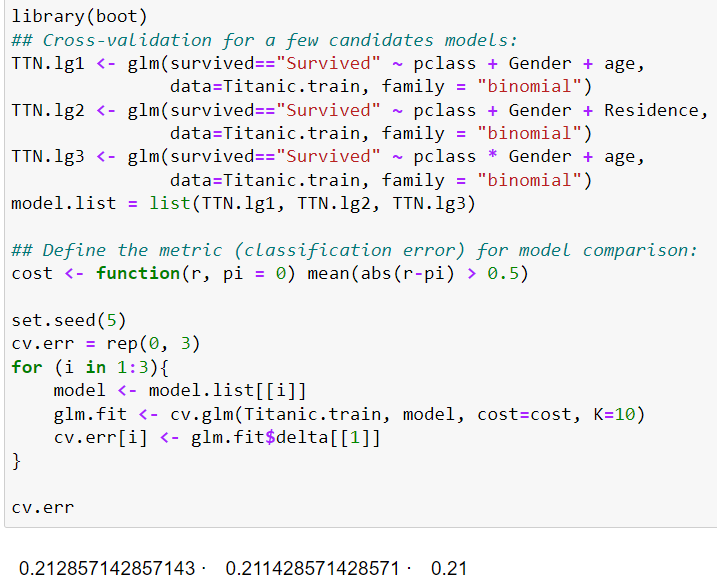 library(boot)
## Cross-validation for a few candidates models:
TTN.lg1 <- glm(survived=="Survived" ~ pclass + Gender + age,
               data=Titanic.train, family = "binomial")
TTN.lg2 <- glm(survived=="Survived" ~ pclass + Gender + Residence,
               data=Titanic.train, family = "binomial")
TTN.lg3 <- glm(survived=="Survived" ~ pclass * Gender + age,
               data=Titanic.train, family = "binomial")
model.list = list(TTN.lg1, TTN.lg2, TTN.lg3)
## Define the metric (classification error) for model comparison:
cost <- function(r, pi = 0) mean(abs(r-pi) > 0.5)
set.seed(5)
cv.err = rep(0, 3)
for (i in 1:3){
    model <- model.list[[i]]
    glm.fit <- cv.glm(Titanic.train, model, cost=cost, K=10)
    cv.err[i] <- glm.fit$delta[[1]]
}
cv.err
0.212857142857143 · 0.211428571428571 · 0.21